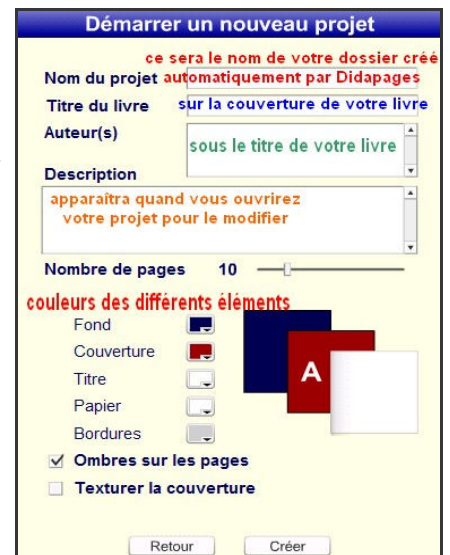 Démarrer un nouveau projet
ce sera le nom de votre dossier créé
Nom du projet automatiquement par Didapages
Titre du livre sur la couverture de votre livre
Auteur(s)
sous le titre de votre livre
Description
apparaîtra quand vous ouvrirez
votre projet pour le modifier
Nombre de pages 10
couleurs des différents éléments
Fond
Couverture
A
Titre
Papier
Bordures
Ombres sur les pages
Texturer la couverture
Retour Créer